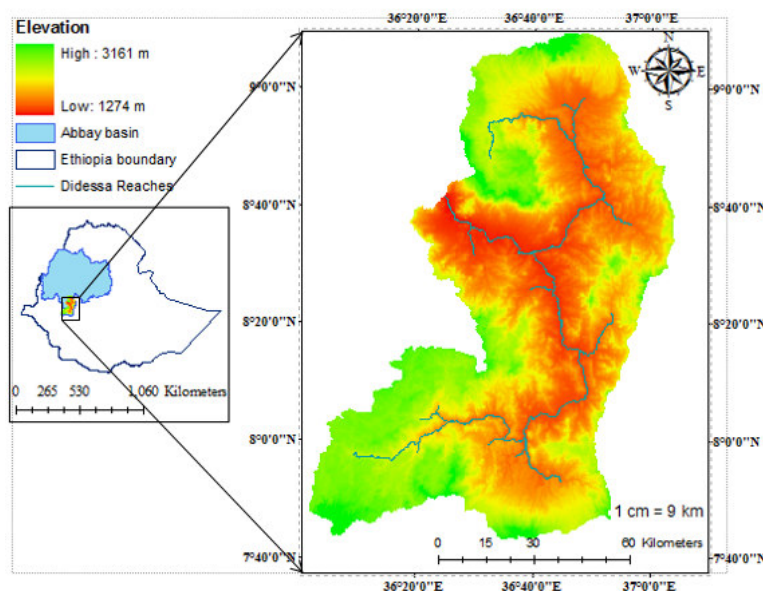 Elevation
High : 3161 m
Low: 1274 m
Abbay basin
Ethiopia boundary
Didessa Reaches
0 265 530 1,060 Kilometers
36°20'0"E 36°40'0"E 37°0'0"E
N
W E
S
9°0'0"N 9°0'0"N
8°40'0"N 8°40'0"N
8°20'0"N 8°20'0"N
8°0'0"N 8°0'0"N
1 cm = 9 km
0 15 30 60 Kilometers
7°40'0"N 7°40'0"N
36°20'0"E 36°40'0"E 37°0'0"E